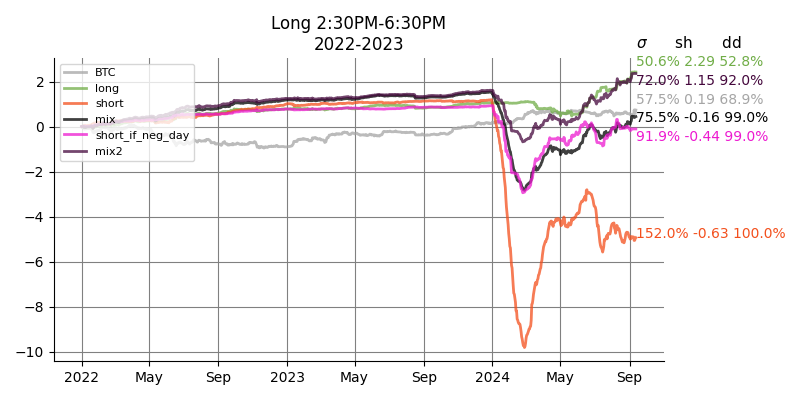 Long 2:30PM-6:30PM
2022-2023
σ sh dd
50.6% 2.29 52.8%
72.0% 1.15 92.0%
57.5% 0.19 68.9%
75.5% -0.16 99.0%
91.9% -0.44 99.0%
152.0% -0.63 100.0%
BTC
long
short
mix
short_if_neg_day
mix2
2
0
−2
−4
−6
−8
−10
2022 May Sep 2023 May Sep 2024 May Sep